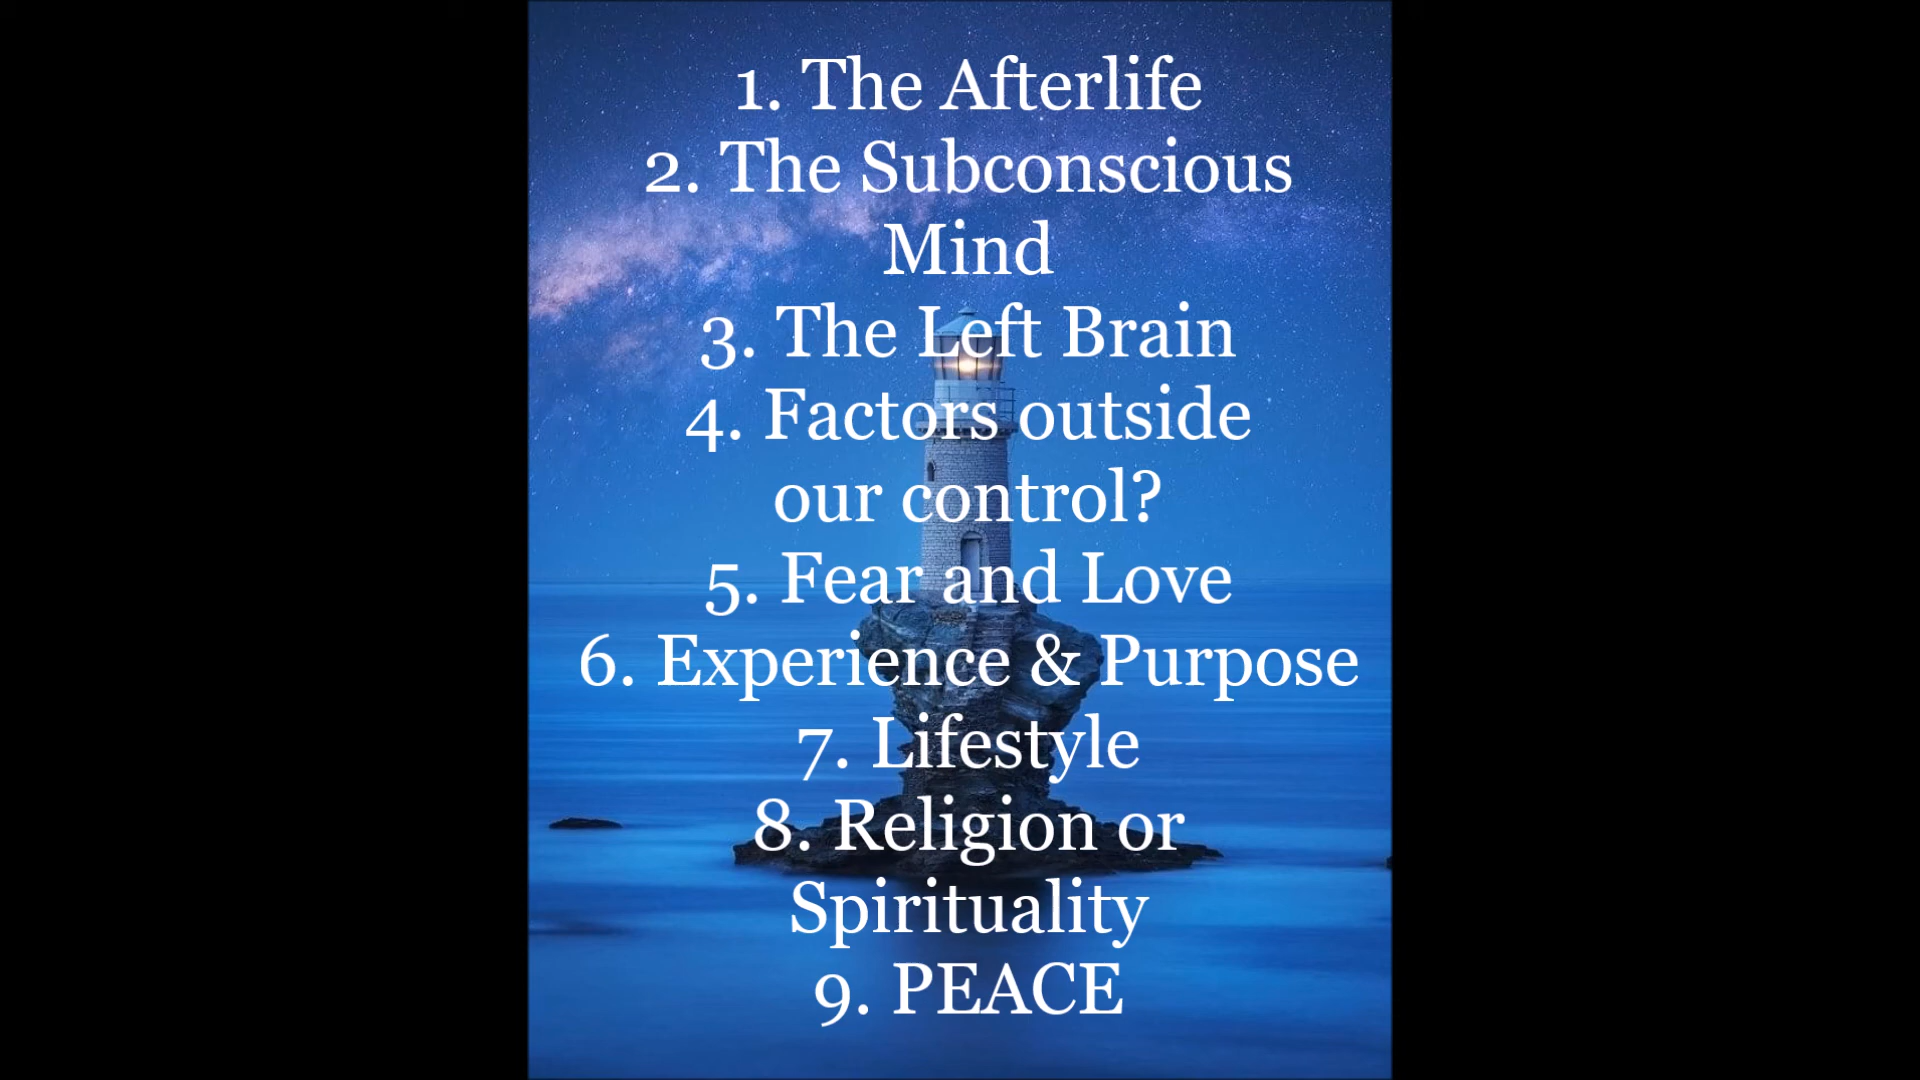 1. The Afterlife
2. The Subconscious
Mind
3. The Left Brain
4. Factors outside
our control?
5. Fear and Love
6. Experience & Purpose
7. Lifestyle
8. Religion or
Spirituality
9. PEACE